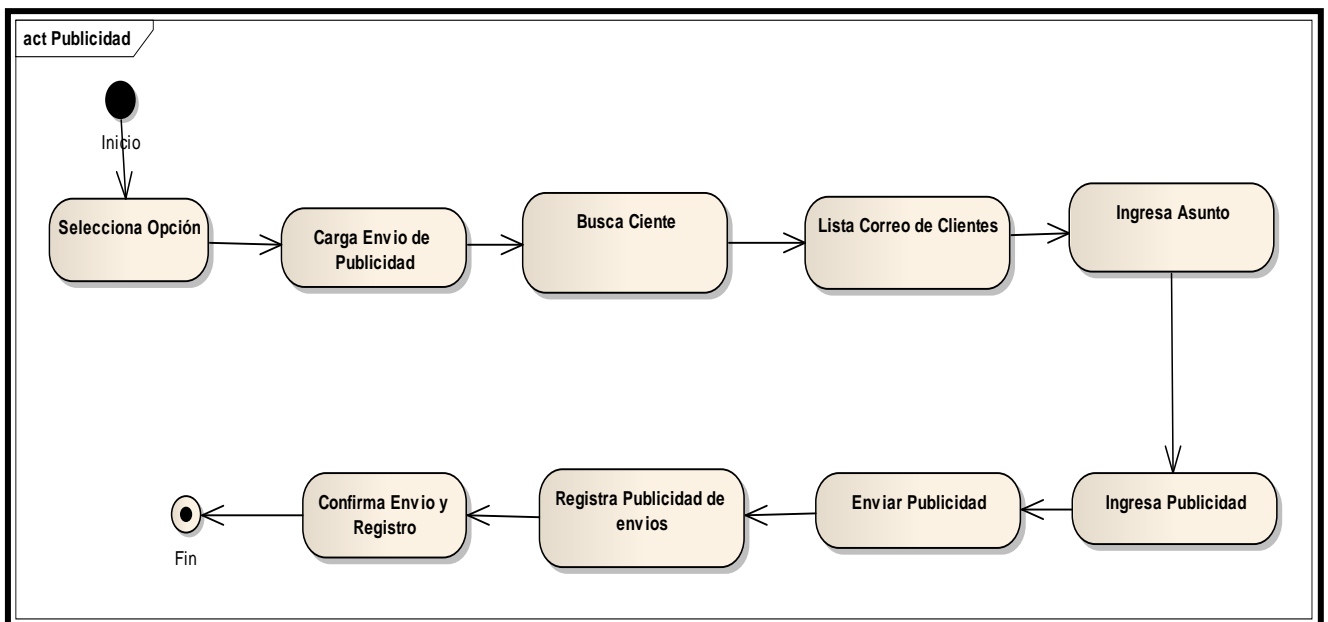 act Publicidad
Inicio
Selecciona Opción
Carga Envio de
Publicidad
Busca Ciente
Lista Correo de Clientes
Ingresa Asunto
Ingresa Publicidad
Enviar Publicidad
Registra Publicidad de
envios
Confirma Envio y
Registro
Fin